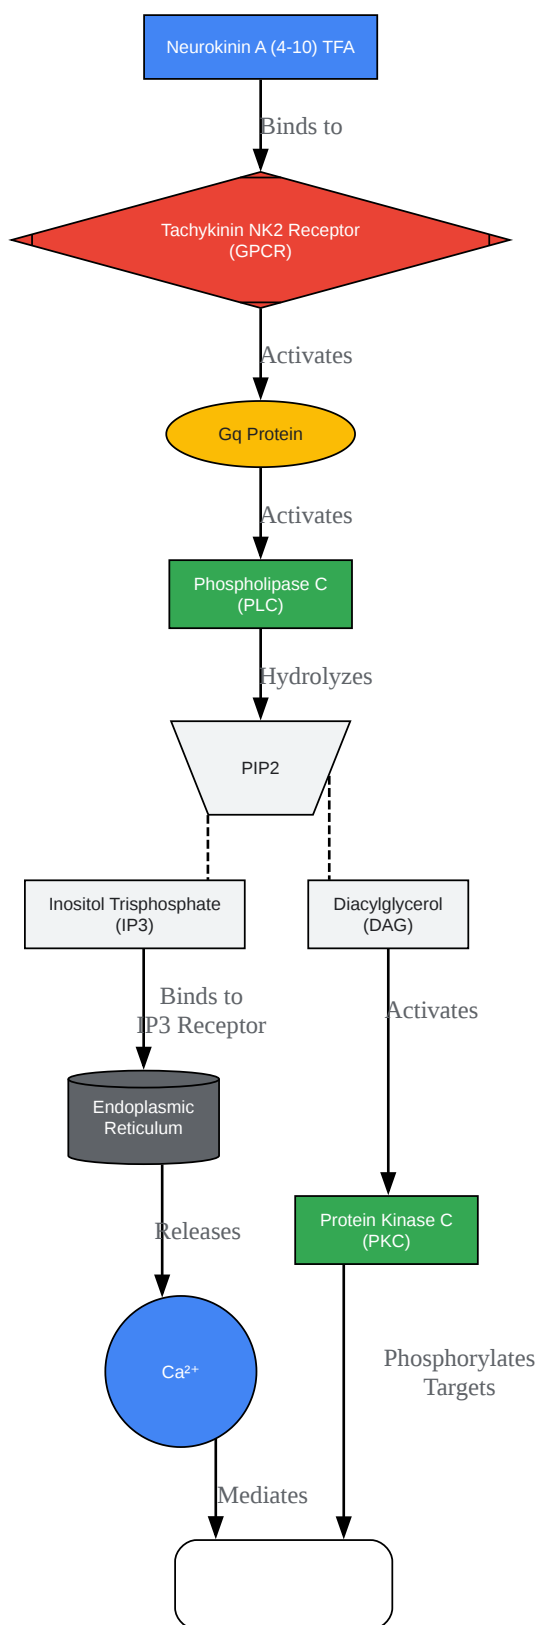 Neurokinin A (4-10) TFA
Binds to
Tachykinin NK2 Receptor
(GPCR)
Activates
Gq Protein
Activates
Phospholipase C
(PLC)
Hydrolyzes
PIP2
Inositol Trisphosphate
(IP3)
Diacylglycerol
(DAG)
Binds to
IP3 Receptor
Activates
Endoplasmic
Reticulum
Releases
Protein Kinase C
(PKC)
Ca²⁺
Phosphorylates
Targets
Mediates